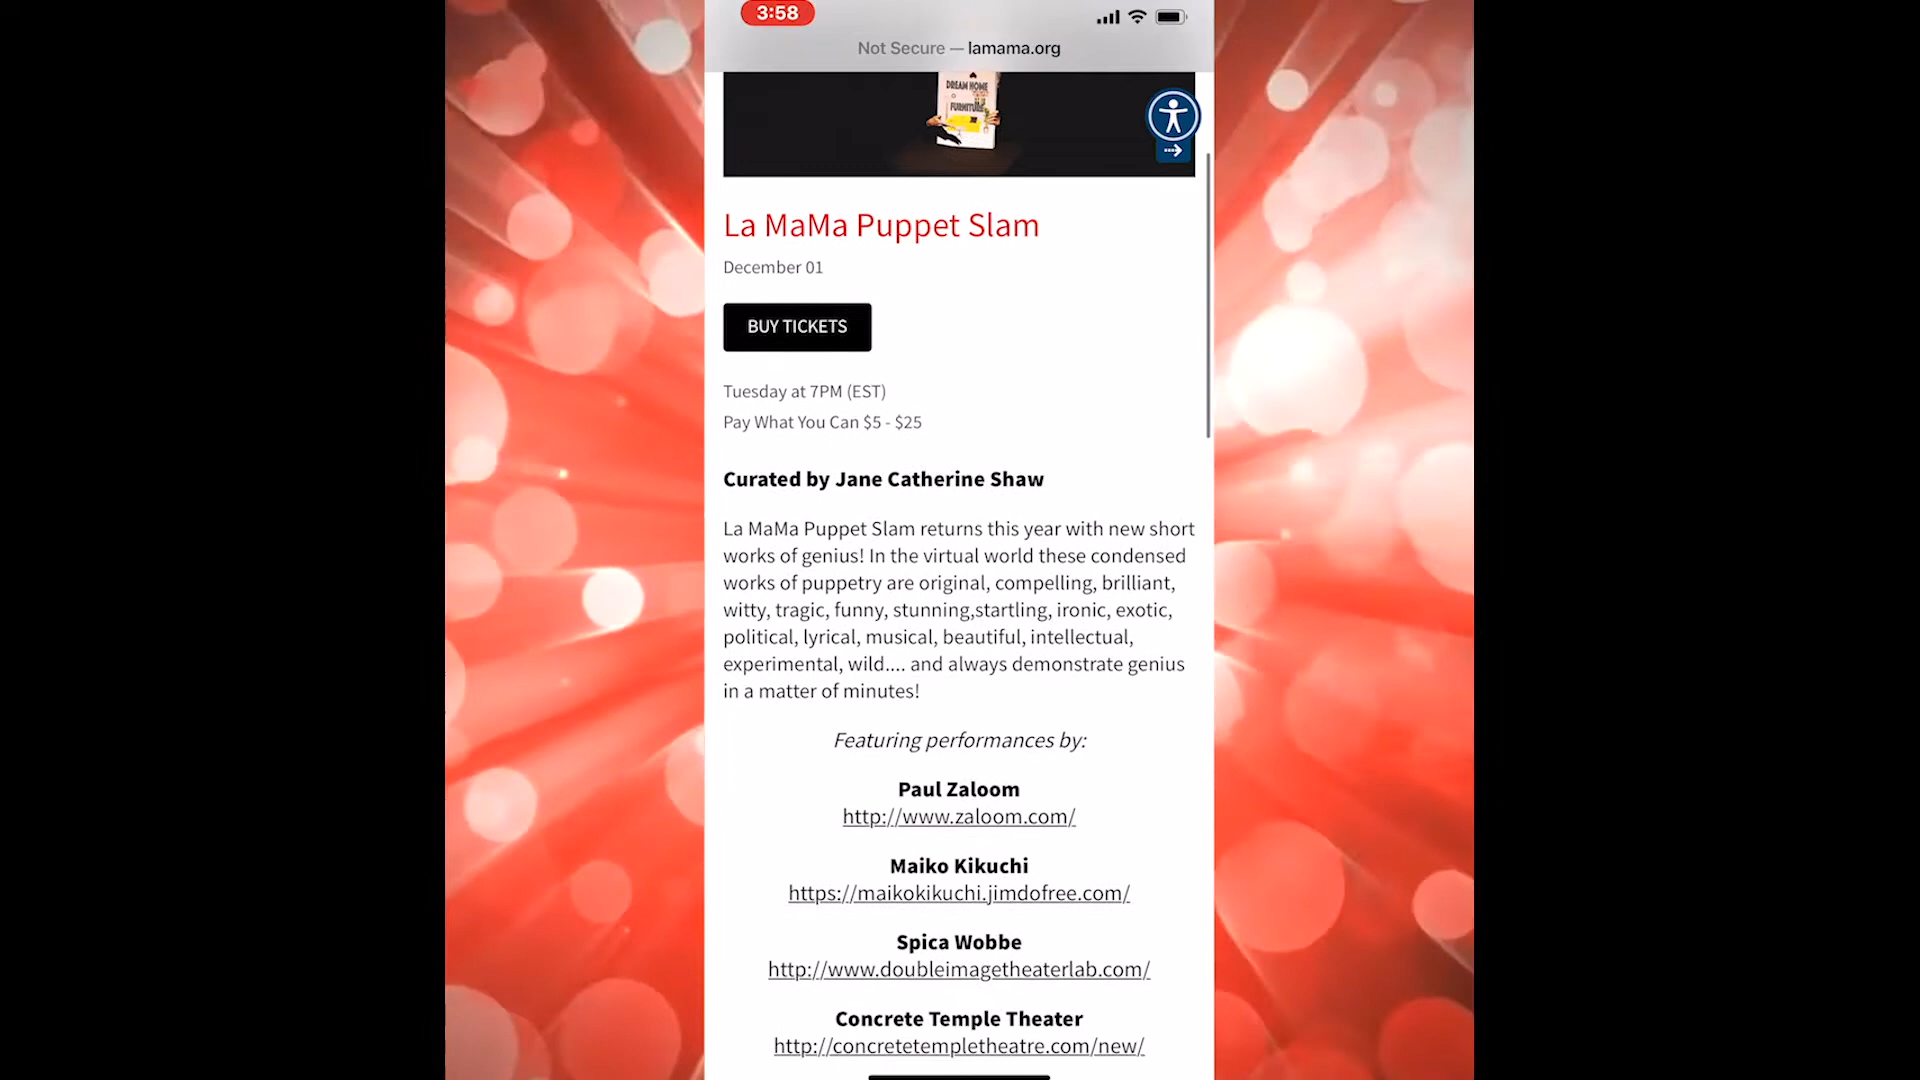 3:58
Not Secure — lamama.org
DREAM HOME
FURNITURE
La MaMa Puppet Slam
December 01
BUY TICKETS
Tuesday at 7PM (EST)
Pay What You Can $5 - $25
Curated by Jane Catherine Shaw
La MaMa Puppet Slam returns this year with new short
works of genius! In the virtual world these condensed
works of puppetry are original, compelling, brilliant,
witty, tragic, funny, stunning,startling, ironic, exotic,
political, lyrical, musical, beautiful, intellectual,
experimental, wild.... and always demonstrate genius
in a matter of minutes!
Featuring performances by:
Paul Zaloom
http://www.zaloom.com/
Maiko Kikuchi
https://maikokikuchi.jimdofree.com/
Spica Wobbe
http://www.doubleimagetheaterlab.com/
Concrete Temple Theater
http://concretetempletheatre.com/new/